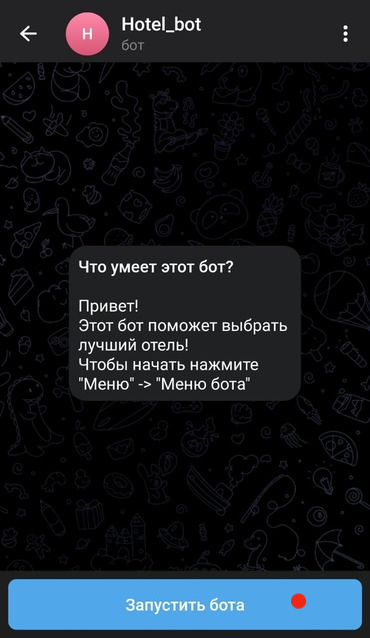 Hotel_bot
H
бот
Что умеет этот бот?
Привет!
Этот бот поможет выбрать
лучший отель!
Чтобы начать нажмите
"Меню" -> "Меню бота"
Запустить бота